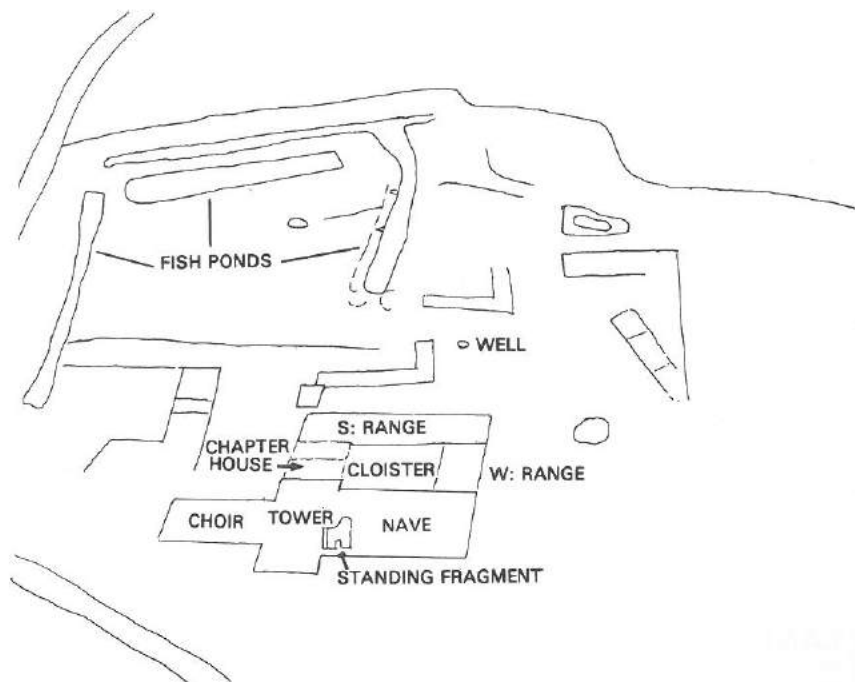 FISH PONDS
WELL
S: RANGE
CHAPTER
HOUSE
CLOISTER
W: RANGE
CHOIR
TOWER
NAVE
STANDING FRAGMENT